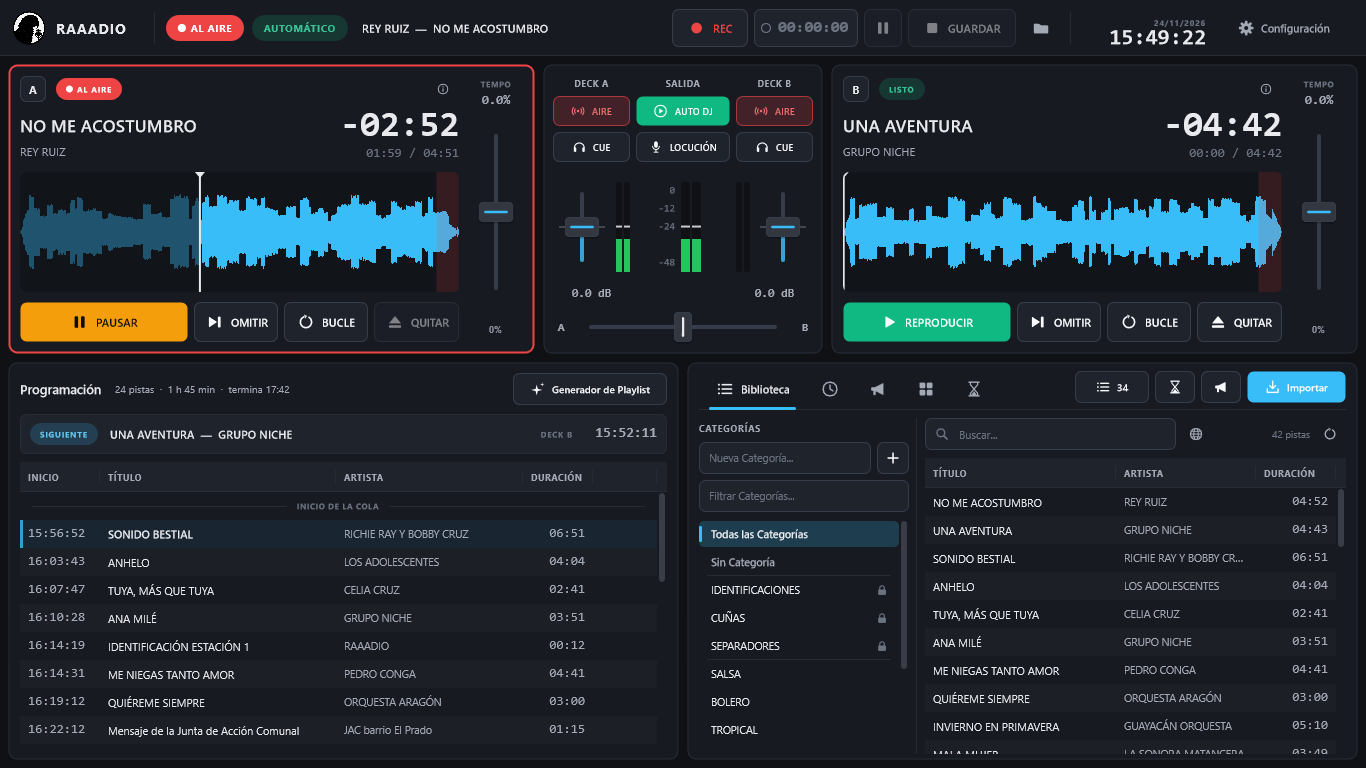 RAAADIO
AL AIRE
AUTOMÁTICO
REY RUIZ — NO ME ACOSTUMBRO
REC
00:00:00
GUARDAR
24/11/2026
15:49:22
Configuración
A
AL AIRE
TEMPO
0.0%
NO ME ACOSTUMBRO
-02:52
REY RUIZ
01:59 / 04:51
PAUSAR
OMITIR
BUCLE
QUITAR
0%
DECK A
SALIDA
DECK B
AIRE
AUTO DJ
AIRE
CUE
LOCUCIÓN
CUE
0
-12
-24
-48
0.0 dB
0.0 dB
A
B
B
LISTO
TEMPO
0.0%
UNA AVENTURA
-04:42
GRUPO NICHE
00:00 / 04:42
REPRODUCIR
OMITIR
BUCLE
QUITAR
0%
Programación
24 pistas · 1 h 45 min · termina 17:42
Generador de Playlist
SIGUIENTE
UNA AVENTURA — GRUPO NICHE
DECK B
15:52:11
INICIO TÍTULO ARTISTA DURACIÓN
INICIO DE LA COLA
15:56:52 SONIDO BESTIAL RICHIE RAY Y BOBBY CRUZ 06:51
16:03:43 ANHELO LOS ADOLESCENTES 04:04
16:07:47 TUYA, MÁS QUE TUYA CELIA CRUZ 02:41
16:10:28 ANA MILÉ GRUPO NICHE 03:51
16:14:19 IDENTIFICACIÓN ESTACIÓN 1 RAAADIO 00:12
16:14:31 ME NIEGAS TANTO AMOR PEDRO CONGA 04:41
16:19:12 QUIÉREME SIEMPRE ORQUESTA ARAGÓN 03:00
16:22:12 Mensaje de la Junta de Acción Comunal JAC barrio El Prado 01:15
Biblioteca
34
Importar
CATEGORÍAS
Nueva Categoría...
Filtrar Categorías...
Todas las Categorías
Sin Categoría
IDENTIFICACIONES
CUÑAS
SEPARADORES
SALSA
BOLERO
TROPICAL
Buscar...
42 pistas
TÍTULO ARTISTA DURACIÓN
NO ME ACOSTUMBRO REY RUIZ 04:52
UNA AVENTURA GRUPO NICHE 04:43
SONIDO BESTIAL RICHIE RAY Y BOBBY CR... 06:51
ANHELO LOS ADOLESCENTES 04:04
TUYA, MÁS QUE TUYA CELIA CRUZ 02:41
ANA MILÉ GRUPO NICHE 03:51
ME NIEGAS TANTO AMOR PEDRO CONGA 04:41
QUIÉREME SIEMPRE ORQUESTA ARAGÓN 03:00
INVIERNO EN PRIMAVERA GUAYACÁN ORQUESTA 05:10
MALA MUJER LA SONORA MATANCERA 03:49